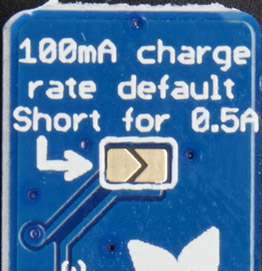 100mA charge
rate default
Short for 0.5A